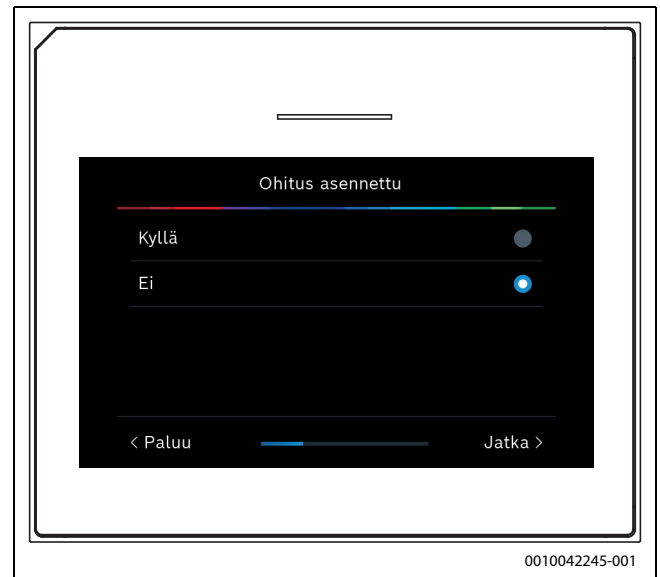 Ohitus asennettu
Kyllä
Ei
< Paluu
Jatka >
0010042245-001